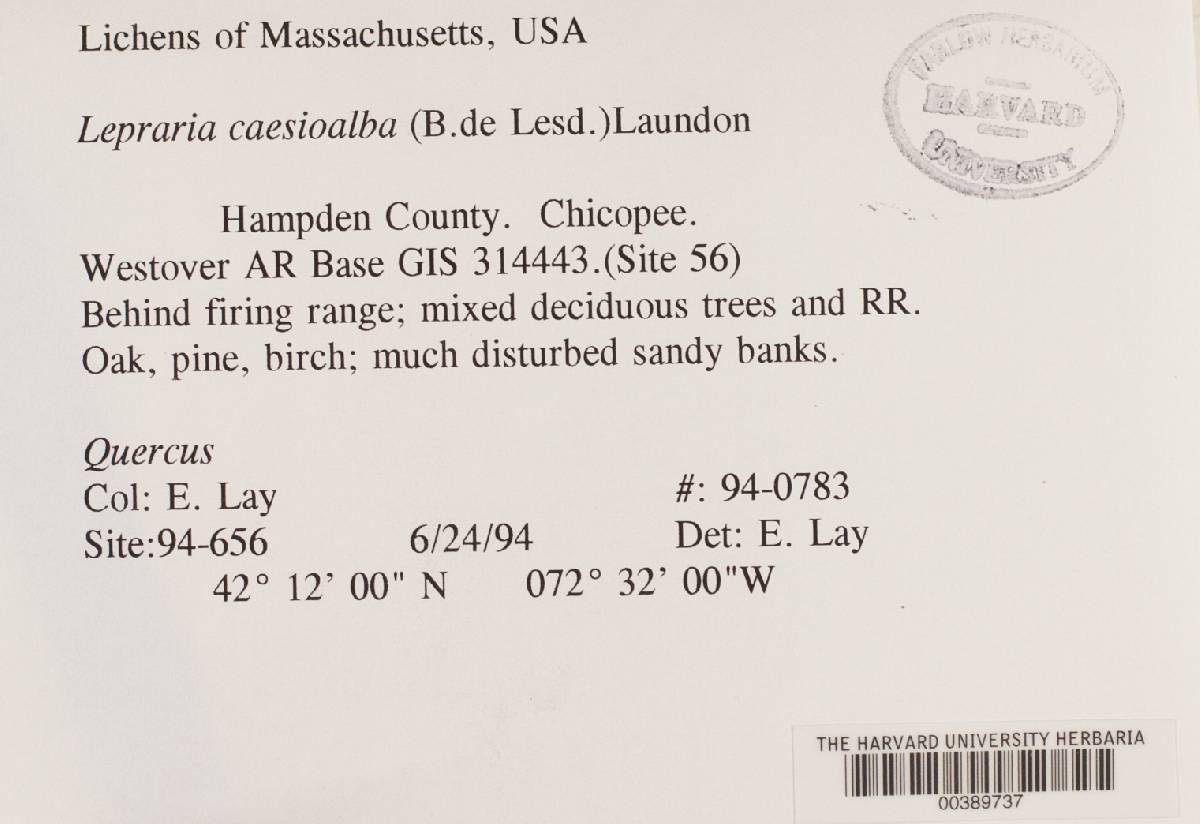 Lichens of Massachusetts, USA
FARLOW HERBARIUM
HARVARD
UNIVERSITY
Lepraria caesioalba (B.de Lesd.)Laundon
Hampden County. Chicopee.
Westover AR Base GIS 314443.(Site 56)
Behind firing range; mixed deciduous trees and RR.
Oak, pine, birch; much disturbed sandy banks.
Quercus
Col: E. Lay #: 94-0783
Site:94-656 6/24/94 Det: E. Lay
42° 12’ 00" N 072° 32’ 00"W
THE HARVARD UNIVERSITY HERBARIA
00389737